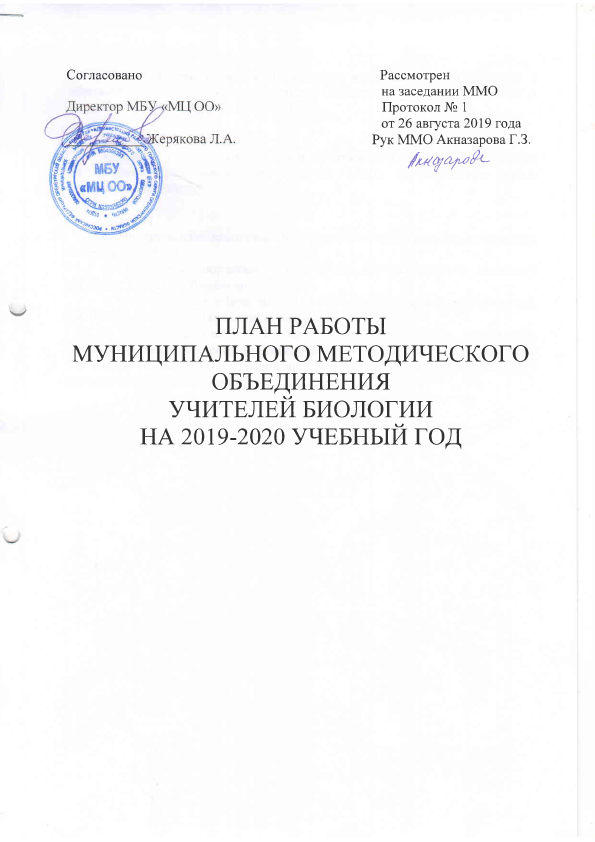 Согласовано
Директор МБУ «МЦ ОО»
Жерякова Л.А.
МБУ
«МЦ ОО»
Рассмотрен
на заседании ММО
Протокол № 1
от 26 августа 2019 года
Рук ММО Акназарова Г.З.
ПЛАН РАБОТЫ
МУНИЦИПАЛЬНОГО МЕТОДИЧЕСКОГО
ОБЪЕДИНЕНИЯ
УЧИТЕЛЕЙ БИОЛОГИИ
НА 2019-2020 УЧЕБНЫЙ ГОД